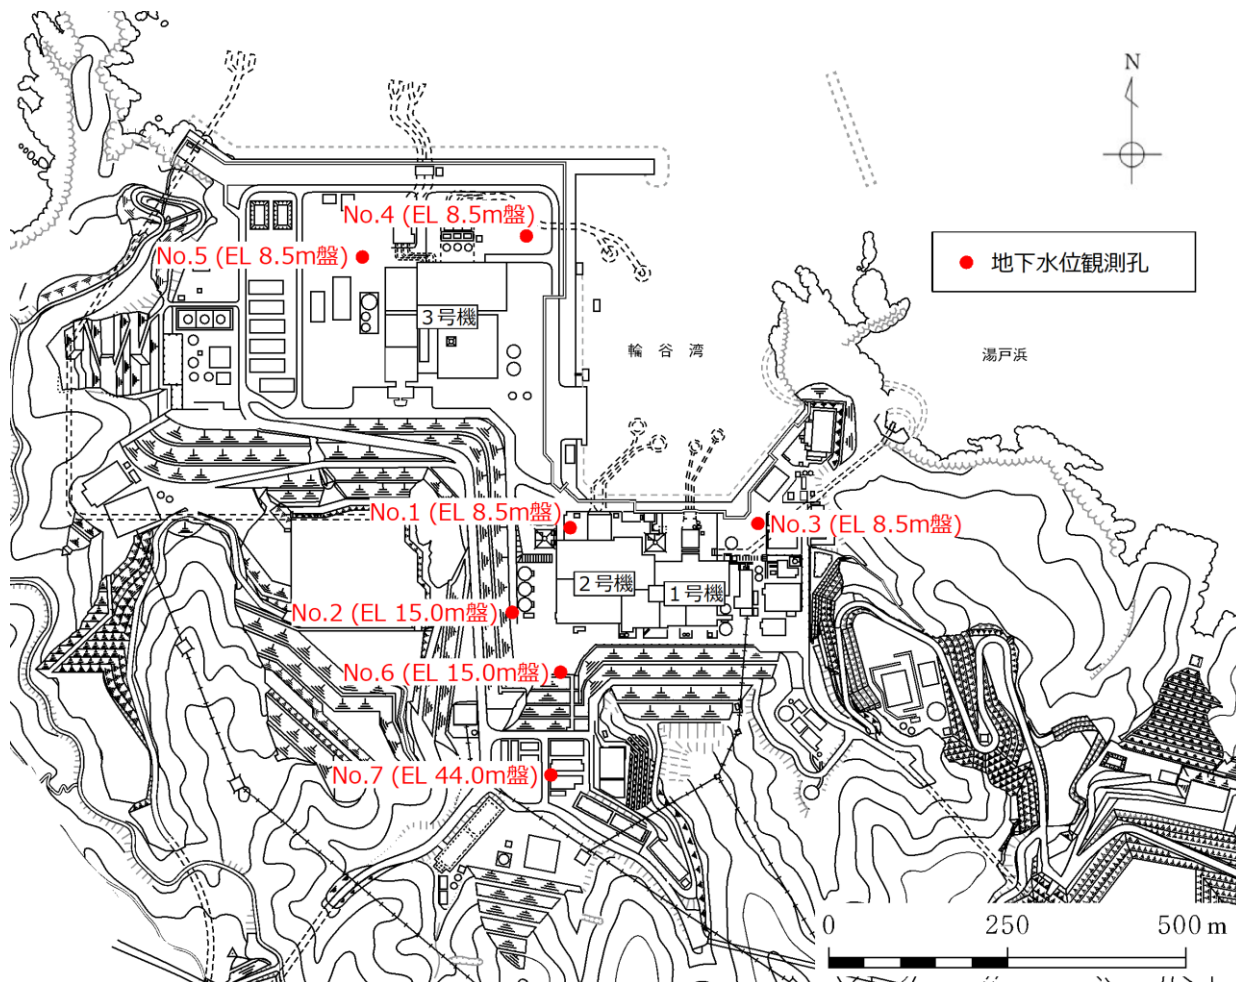 N
No.4 (EL 8.5m盤)
No.5 (EL 8.5m盤)
地下水位観測孔
3号機
輪谷湾
湯戸浜
No.1 (EL 8.5m盤)
No.3 (EL 8.5m盤)
2号機
1号機
No.2 (EL 15.0m盤)
No.6 (EL 15.0m盤)
No.7 (EL 44.0m盤)
0 250 500 m